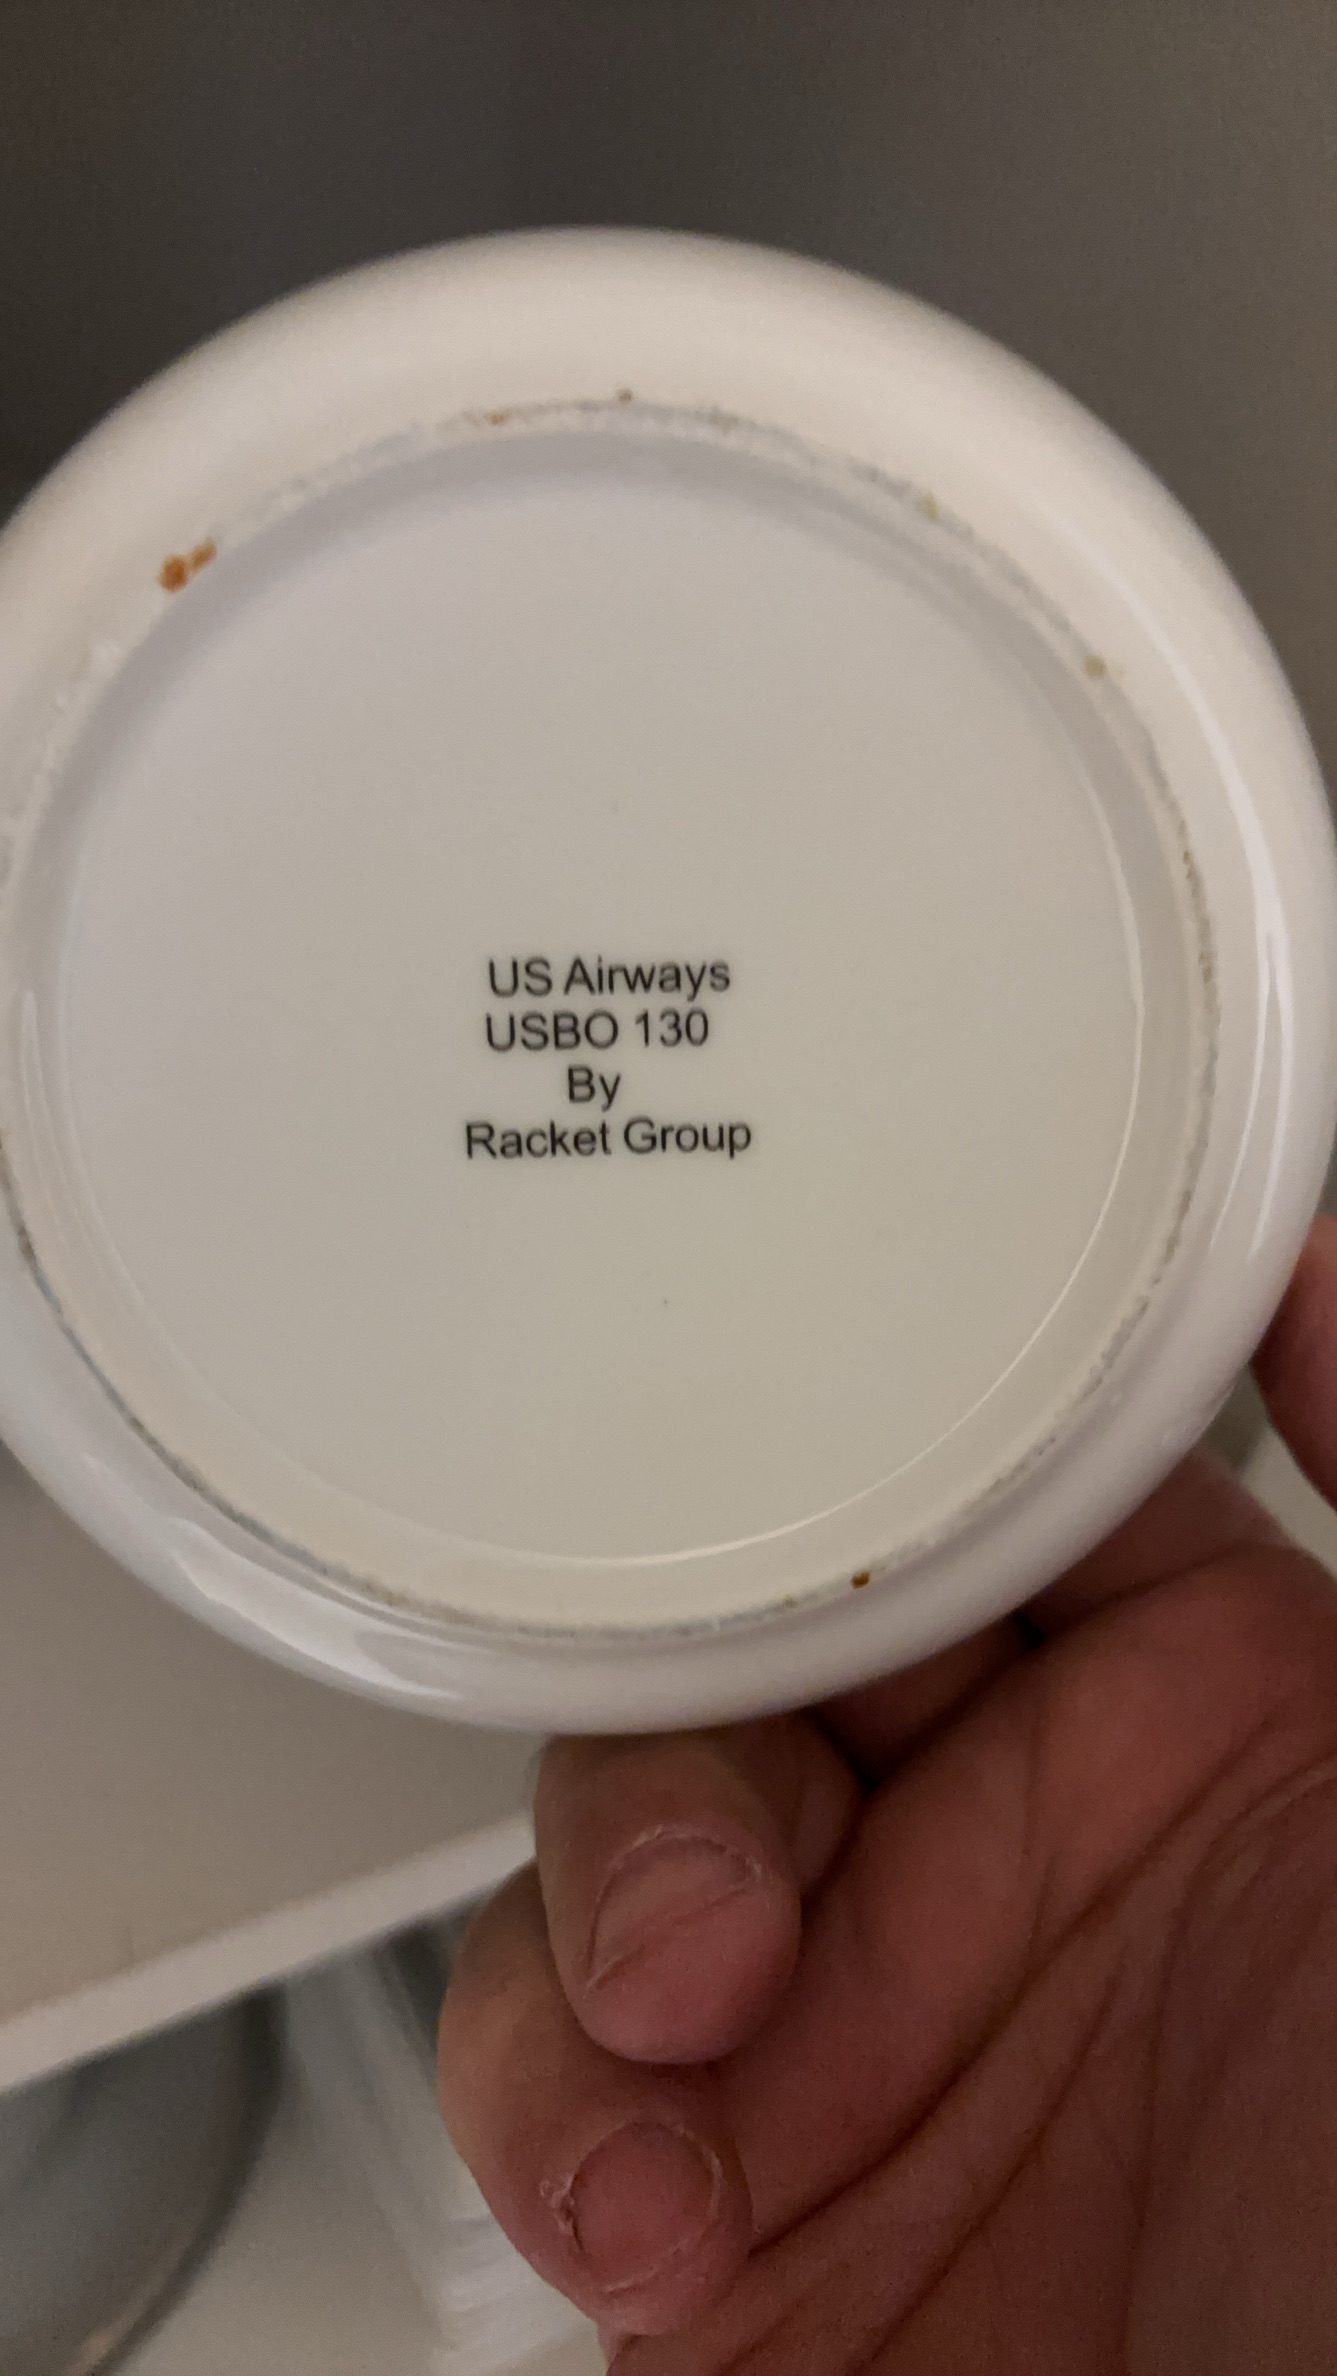 US Airways
USBO 130
By
Racket Group